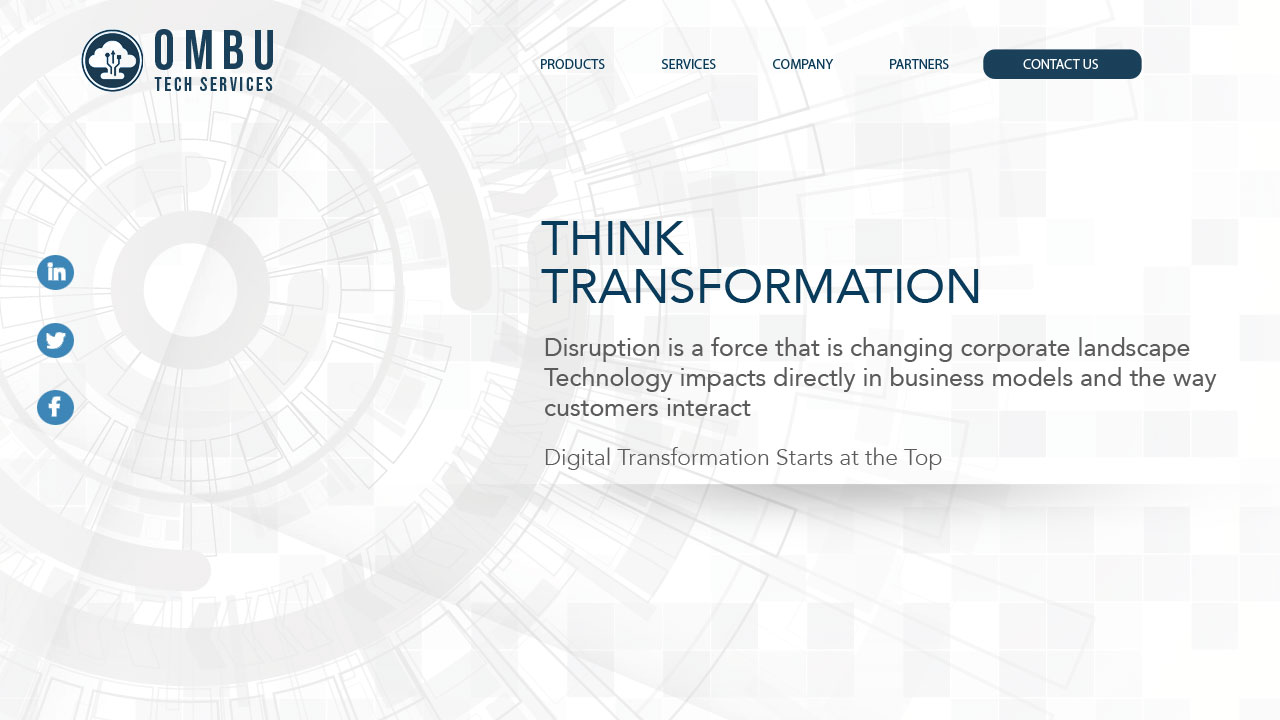 OMBU
TECH SERVICES
PRODUCTS
SERVICES
COMPANY
PARTNERS
CONTACT US
in
f
THINK
TRANSFORMATION
Disruption is a force that is changing corporate landscape
Technology impacts directly in business models and the way
customers interact
Digital Transformation Starts at the Top